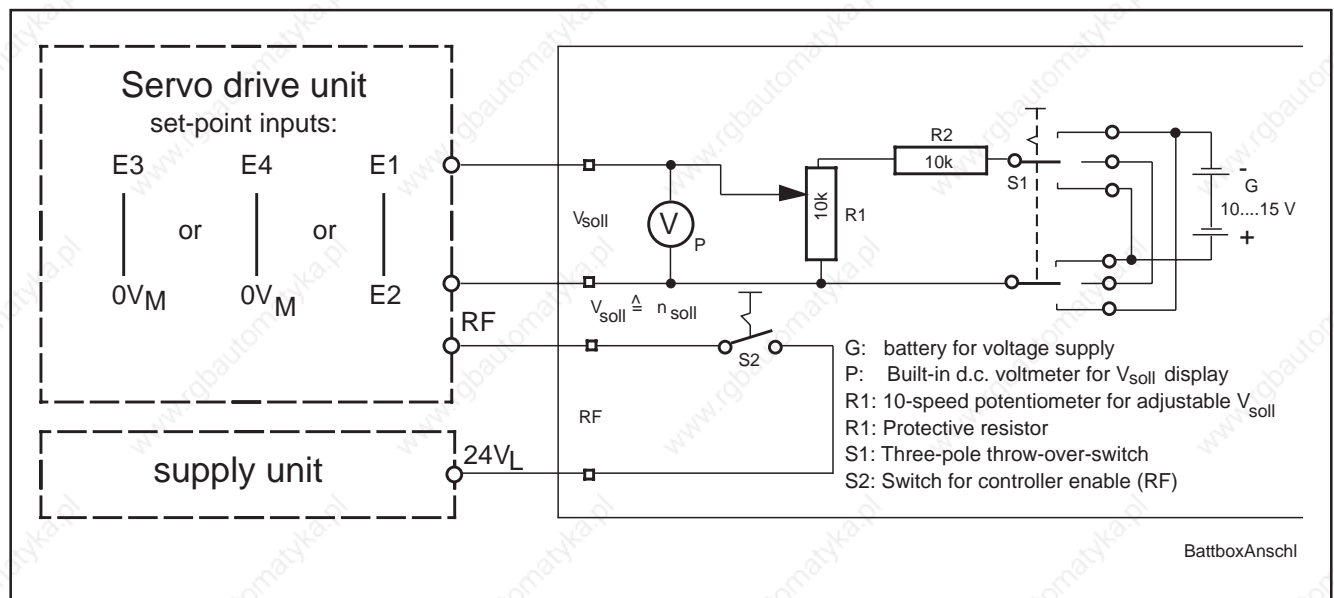 Servo drive unit
set-point inputs:
E3 E4 E1
or or
0VM 0VM E2
RF
24VL
supply unit
Vsoll
V
P
Vsoll ≙ nsoll
RF
S2
10k
R1
R2
10k
S1
-
G
10....15 V
+
G: battery for voltage supply
P: Built-in d.c. voltmeter for Vsoll display
R1: 10-speed potentiometer for adjustable Vsoll
R1: Protective resistor
S1: Three-pole throw-over-switch
S2: Switch for controller enable (RF)
BattboxAnschl
www.rgbautomatyka.pl